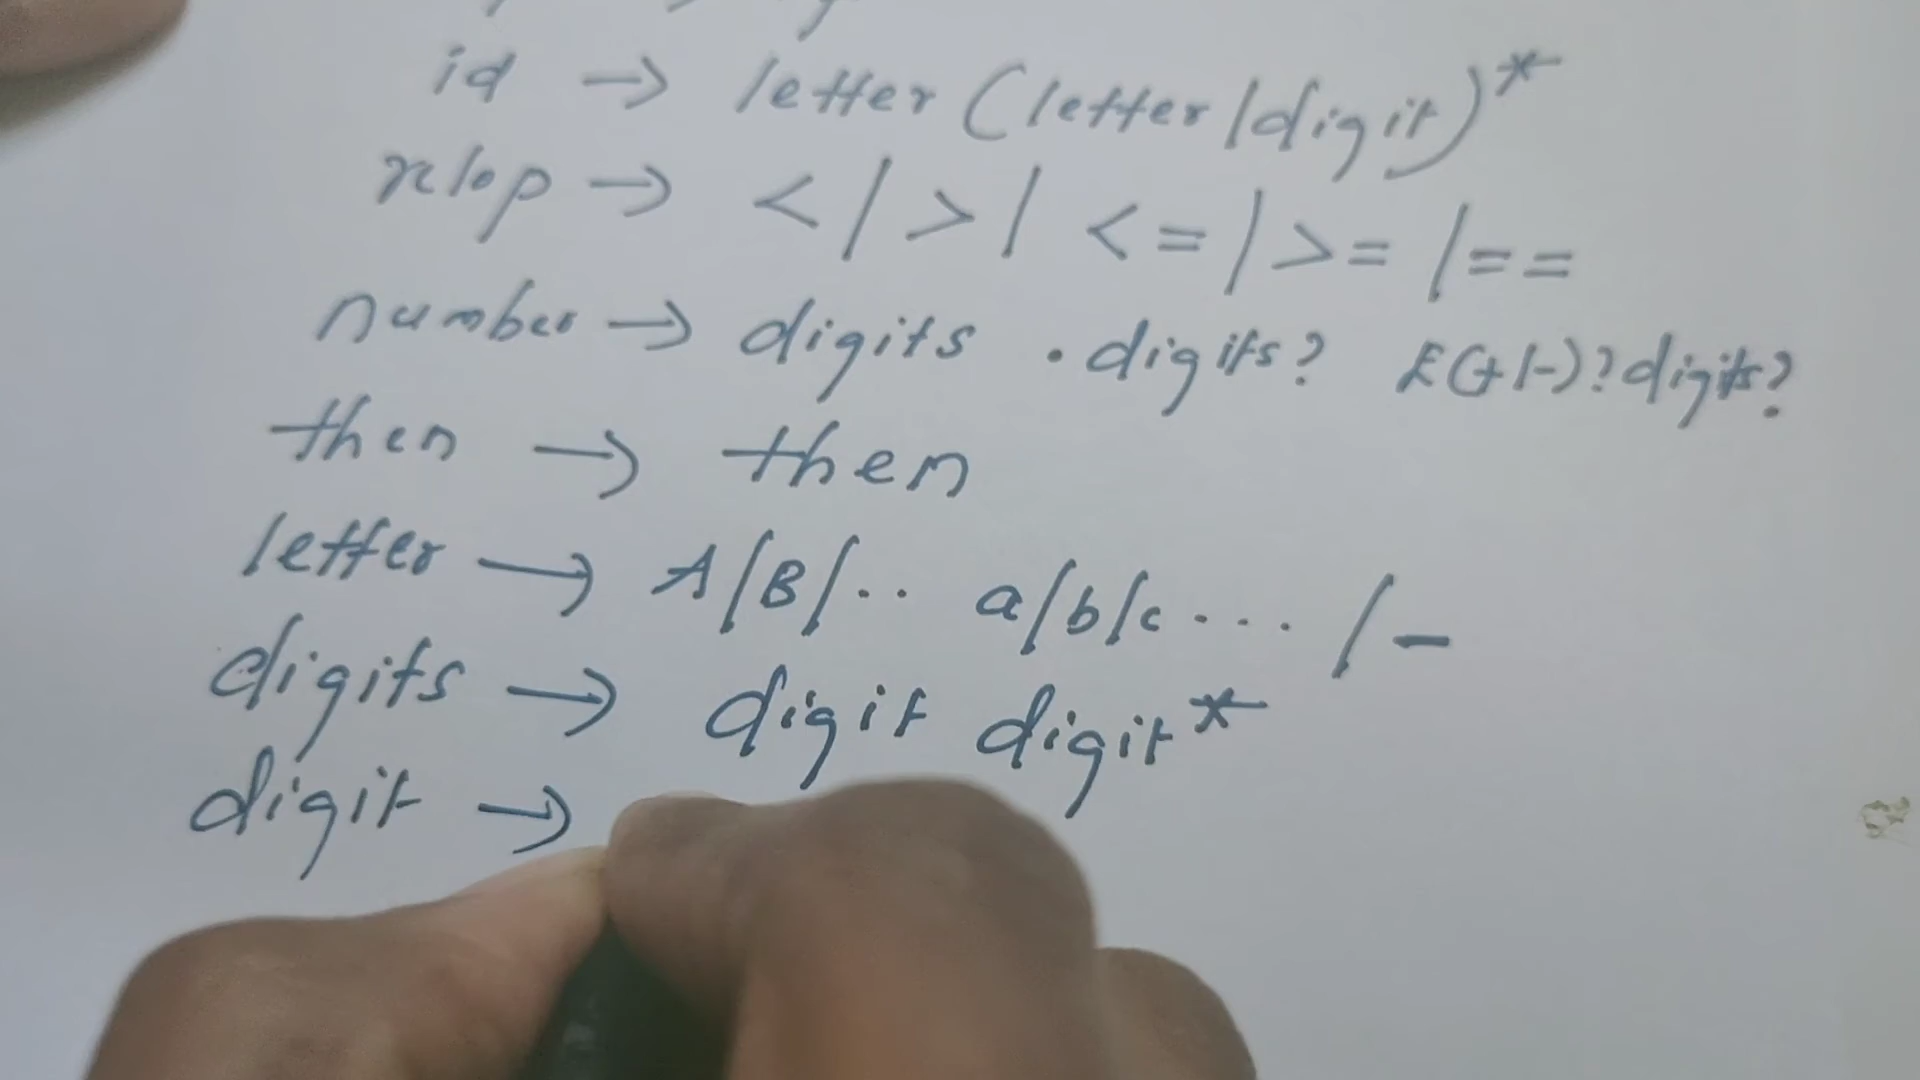 id → letter (letter/digit)*
relop → < / > / <= / >= / ==
number → digits . digits? E(+/-)? digits?
then → then
letter → A/B/.. a/b/c.... / -
digits → digit digit*
digit →